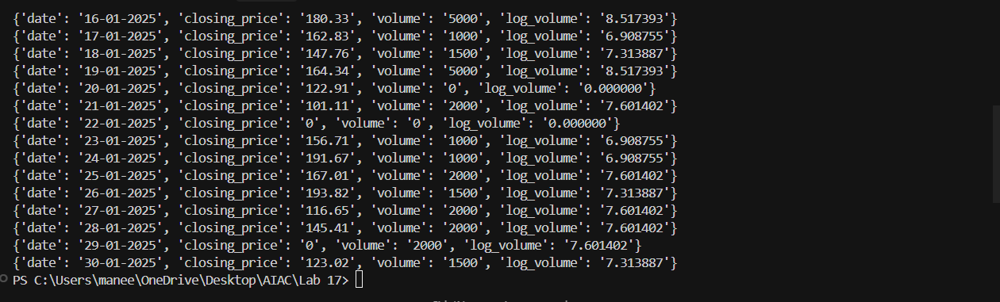 {'date': '16-01-2025', 'closing_price': '180.33', 'volume': '5000', 'log_volume': '8.517393'}
{'date': '17-01-2025', 'closing_price': '162.83', 'volume': '1000', 'log_volume': '6.908755'}
{'date': '18-01-2025', 'closing_price': '147.76', 'volume': '1500', 'log_volume': '7.313887'}
{'date': '19-01-2025', 'closing_price': '164.34', 'volume': '5000', 'log_volume': '8.517393'}
{'date': '20-01-2025', 'closing_price': '122.91', 'volume': '0', 'log_volume': '0.000000'}
{'date': '21-01-2025', 'closing_price': '101.11', 'volume': '2000', 'log_volume': '7.601402'}
{'date': '22-01-2025', 'closing_price': '0', 'volume': '0', 'log_volume': '0.000000'}
{'date': '23-01-2025', 'closing_price': '156.71', 'volume': '1000', 'log_volume': '6.908755'}
{'date': '24-01-2025', 'closing_price': '191.67', 'volume': '1000', 'log_volume': '6.908755'}
{'date': '25-01-2025', 'closing_price': '167.01', 'volume': '2000', 'log_volume': '7.601402'}
{'date': '26-01-2025', 'closing_price': '193.82', 'volume': '1500', 'log_volume': '7.313887'}
{'date': '27-01-2025', 'closing_price': '116.65', 'volume': '2000', 'log_volume': '7.601402'}
{'date': '28-01-2025', 'closing_price': '145.41', 'volume': '2000', 'log_volume': '7.601402'}
{'date': '29-01-2025', 'closing_price': '0', 'volume': '2000', 'log_volume': '7.601402'}
{'date': '30-01-2025', 'closing_price': '123.02', 'volume': '1500', 'log_volume': '7.313887'}
PS C:\Users\manee\OneDrive\Desktop\AIAC\Lab 17>